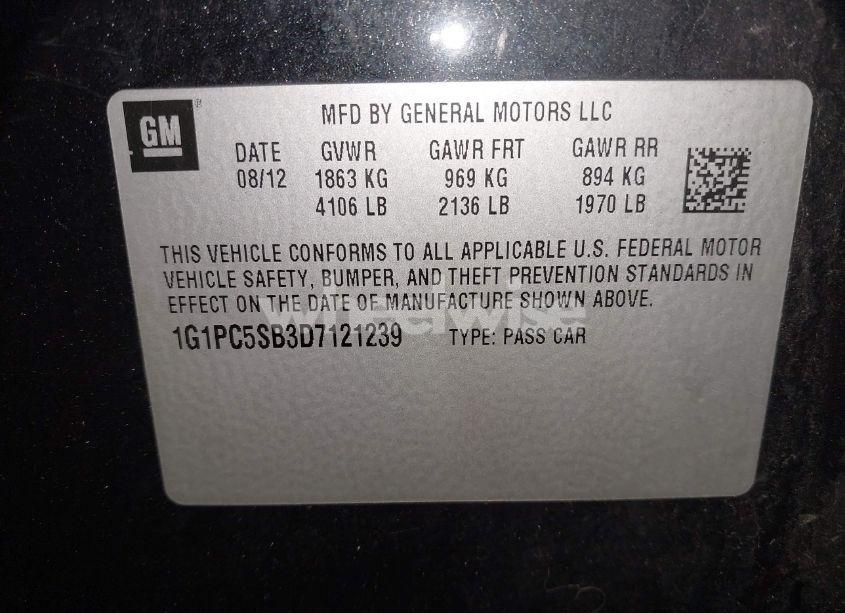 GM®
MFD BY GENERAL MOTORS LLC
DATE GVWR GAWR FRT GAWR RR
08/12 1863 KG 969 KG 894 KG
4106 LB 2136 LB 1970 LB
THIS VEHICLE CONFORMS TO ALL APPLICABLE U.S. FEDERAL MOTOR
VEHICLE SAFETY, BUMPER, AND THEFT PREVENTION STANDARDS IN
EFFECT ON THE DATE OF MANUFACTURE SHOWN ABOVE.
1G1PC5SB3D7121239 TYPE: PASS CAR